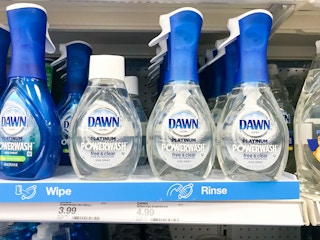 DAWN
PLATINUM
POWERWASH
DAWN
PLATINUM
POWERWASH
free & clear
DAWN
PLATINUM
POWERWASH
free & clear
DAWN
PLATINUM
POWERWASH
free & clear
Wipe
Rinse
3.99
4.99